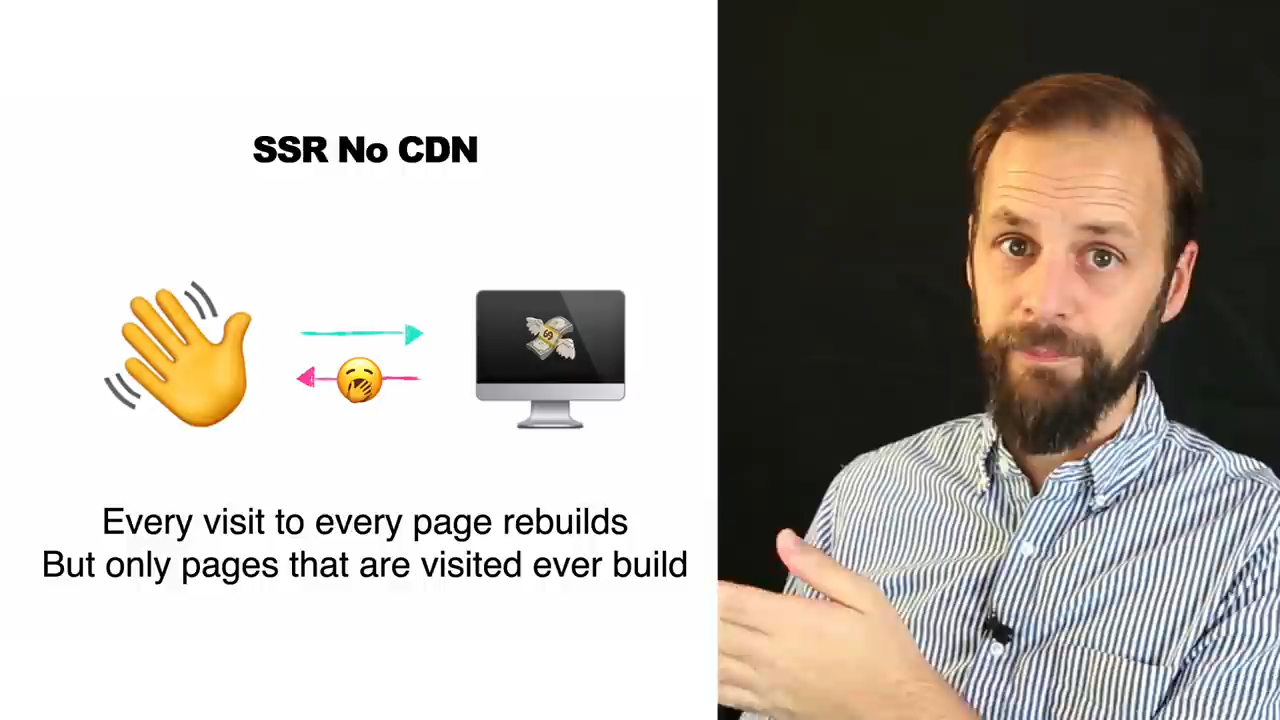 SSR No CDN
Every visit to every page rebuilds
But only pages that are visited ever build